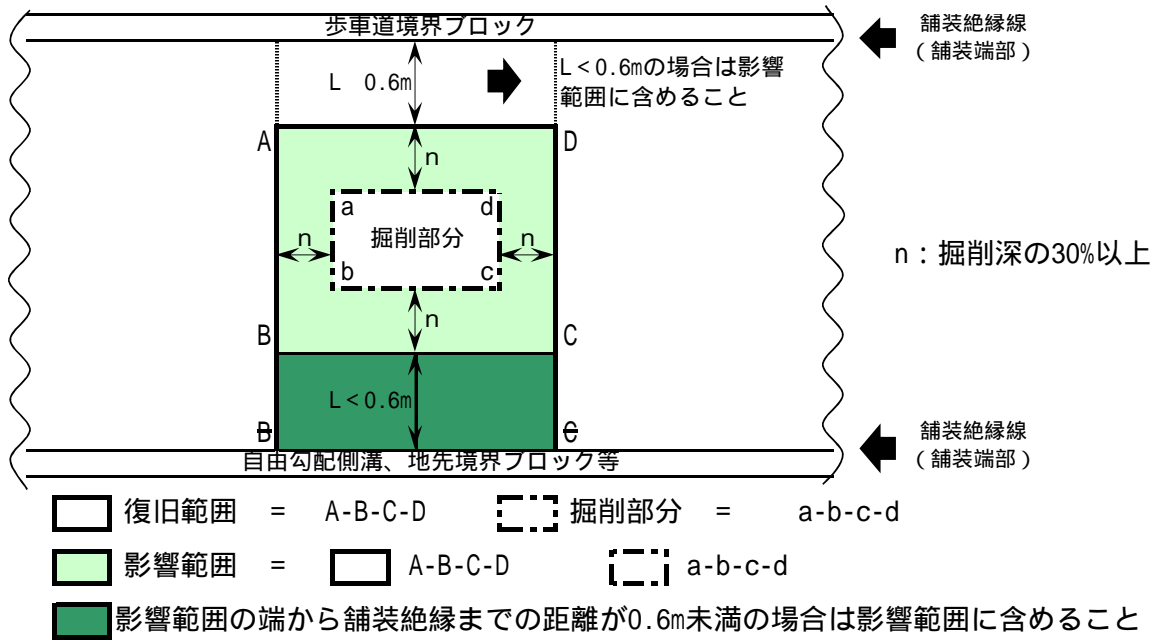 歩車道境界ブロック
舗装絶縁線
（舗装端部）
L 0.6m
L＜0.6mの場合は影響
範囲に含めること
A
D
n
a
d
掘削部分
n
n
n：掘削深の30%以上
b
c
n
B
C
L＜0.6m
B
C
舗装絶縁線
（舗装端部）
自由勾配側溝、地先境界ブロック等
復旧範囲 = A-B-C-D 掘削部分 = a-b-c-d
影響範囲 = A-B-C-D a-b-c-d
影響範囲の端から舗装絶縁までの距離が0.6m未満の場合は影響範囲に含めること